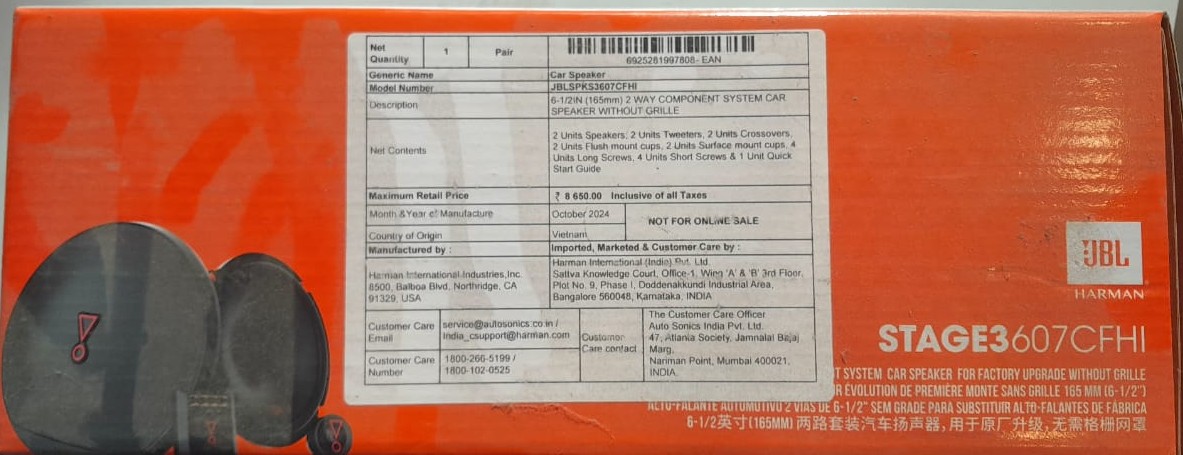 Net Quantity 1 Pair
6925281997808- EAN
Generic Name Car Speaker
Model Number JBLSPKS3607CFHI
Description 6-1/2IN (165mm) 2 WAY COMPONENT SYSTEM CAR
SPEAKER WITHOUT GRILLE
Net Contents
2 Units Speakers, 2 Units Tweeters, 2 Units Crossovers,
2 Units Flush mount cups, 2 Units Surface mount cups, 4
Units Long Screws, 4 Units Short Screws & 1 Unit Quick
Start Guide
Maximum Retail Price ₹ 8 650.00 Inclusive of all Taxes
Month & Year of Manufacture October 2024
NOT FOR ONLINE SALE
Country of Origin Vietnam
Manufactured by : Imported, Marketed & Customer Care by :
Harman International Industries,Inc.
8500, Balboa Blvd, Northridge, CA
91329, USA
Harman International (India) Pvt. Ltd.
Sattva Knowledge Court, Office-1, Wing 'A' & 'B' 3rd Floor,
Plot No. 9, Phase I, Doddenakkundi Industrial Area,
Bangalore 560048, Karnataka, INDIA
Customer Care
Email
service@autosonics.co.in /
India_csupport@harman.com
Customer
Care contact
The Customer Care Officer
Auto Sonics India Pvt. Ltd.
47, Atlanta Society, Jamnalal Bajaj
Marg,
Nariman Point, Mumbai 400021,
INDIA.
Customer Care
Number
1800-266-5199 /
1800-102-0525
JBL
HARMAN
STAGE3607CFHI
SYSTEM CAR SPEAKER FOR FACTORY UPGRADE WITHOUT GRILLE
ÉVOLUTION DE PREMIÈRE MONTE SANS GRILLE 165 MM (6-1/2")
ALTO-FALANTE AUTOMOTIVO 2 VIAS DE 6-1/2" SEM GRADE PARA SUBSTITUIR ALTO-FALANTES DE FÁBRICA
6-1/2英寸(165MM) 两路套装汽车扬声器,用于原厂升级,无需格栅网罩